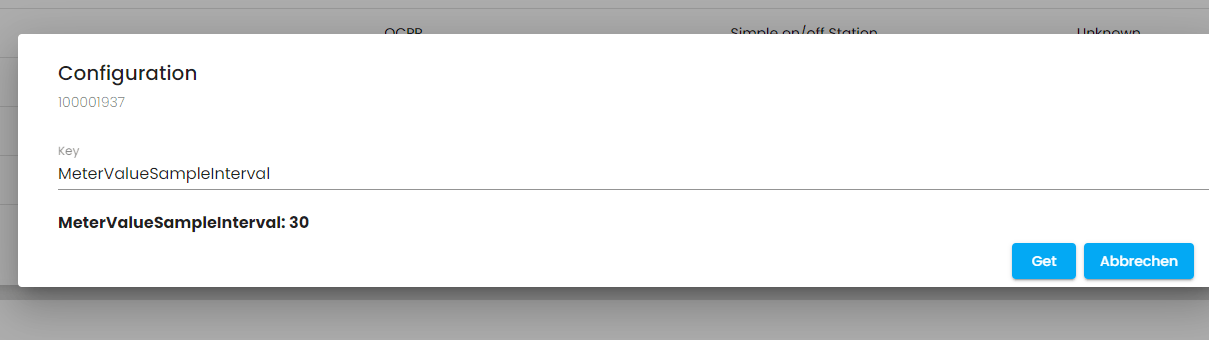 OCPP Simple on/off Station Unknown
Configuration
100001937
Key
MeterValueSampleInterval
MeterValueSampleInterval: 30
Get Abbrechen